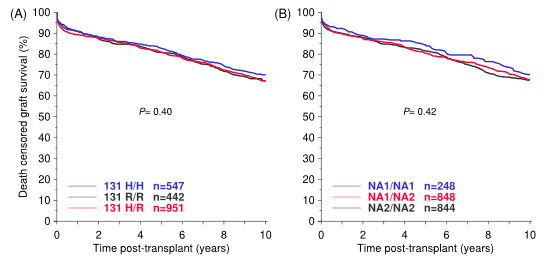 (A)
Death censored graft survival (%)
100
90
80
70
60
50
40
30
20
10
0
P= 0.40
131 H/H n=547
131 R/R n=442
131 H/R n=951
0 2 4 6 8 10
Time post-transplant (years)
(B)
100
90
80
70
60
50
40
30
20
10
0
P= 0.42
NA1/NA1 n=248
NA1/NA2 n=848
NA2/NA2 n=844
0 2 4 6 8 10
Time post-transplant (years)